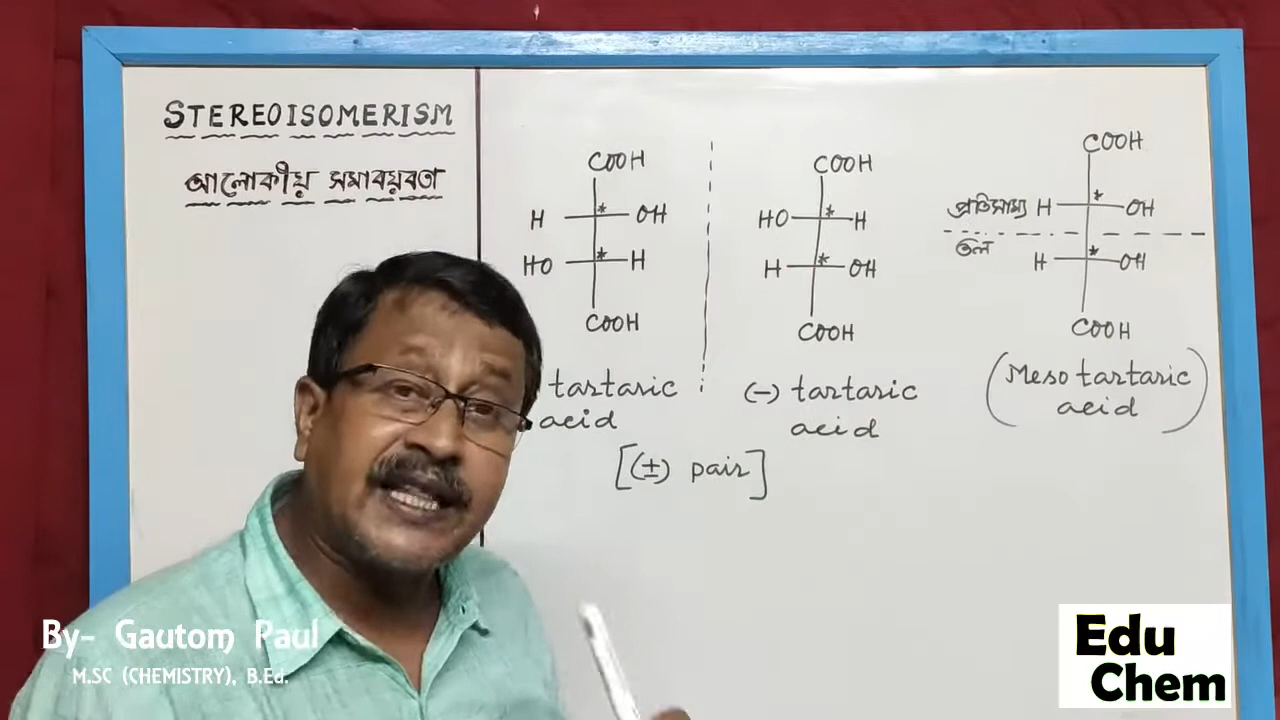 STEREOISOMERISM
আলোকীয় সমাবয়বতা
COOH
H * OH
HO * H
COOH
tartaric
acid
COOH
HO * H
H * OH
COOH
(-) tartaric
acid
[(±) pair]
COOH
প্রতিসাম্য H * OH
তল
H * OH
COOH
(Meso tartaric
acid)
By- Gautom Paul
M.SC (CHEMISTRY), B.Ed.
Edu
Chem